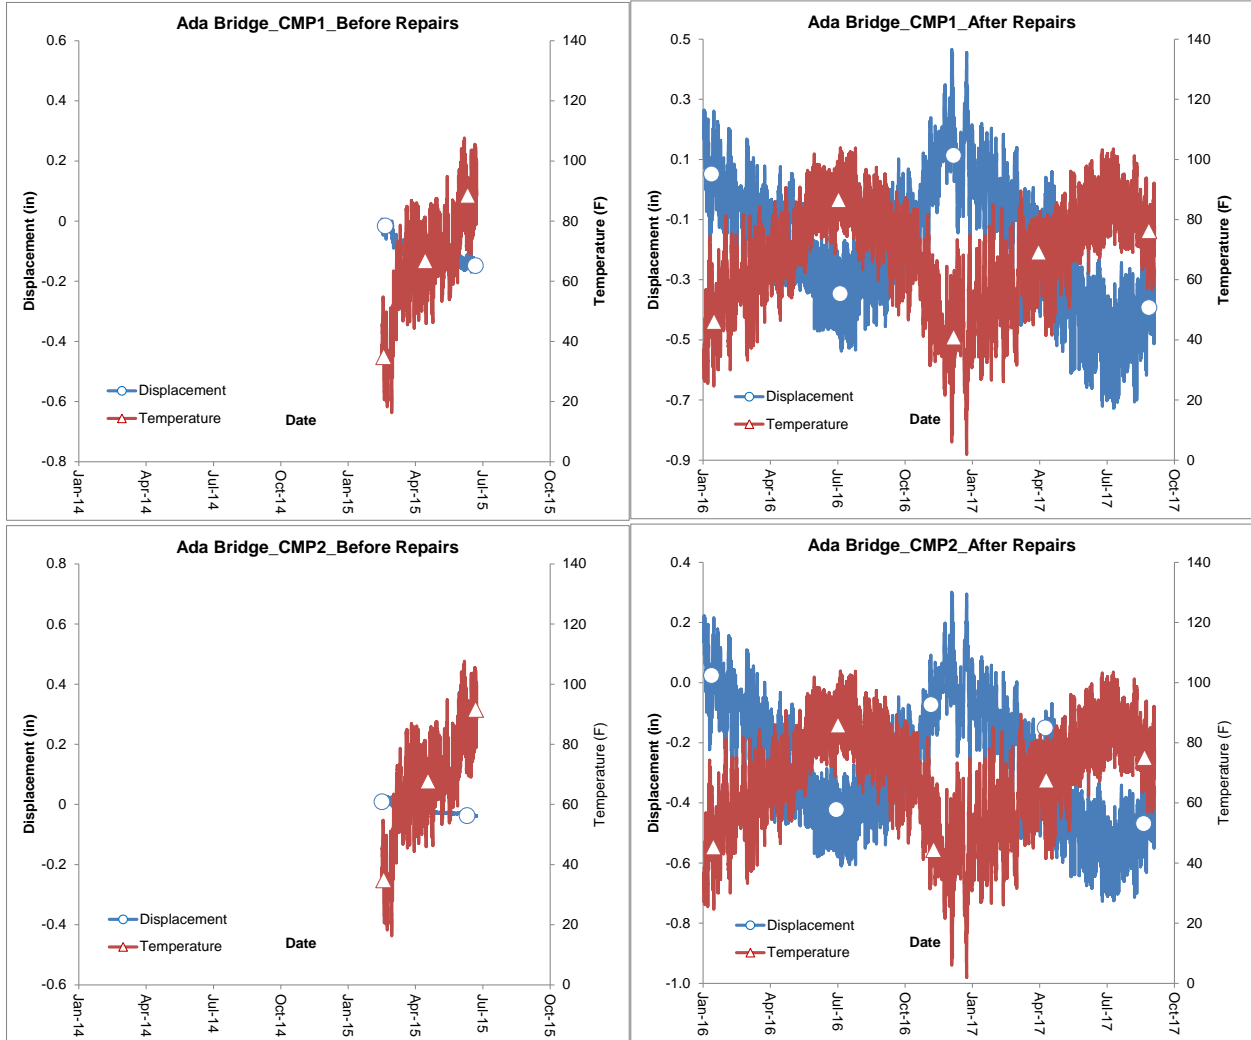 Ada Bridge_CMP1_Before Repairs
0.6
0.4
0.2
0
-0.2
-0.4
-0.6
-0.8
Displacement (in)
140
120
100
80
60
40
20
0
Temperature (F)
Displacement
Temperature
Date
Jan-14
Apr-14
Jul-14
Oct-14
Jan-15
Apr-15
Jul-15
Oct-15
Ada Bridge_CMP1_After Repairs
0.5
0.3
0.1
-0.1
-0.3
-0.5
-0.7
-0.9
Displacement (in)
140
120
100
80
60
40
20
0
Temperature (F)
Displacement
Temperature
Date
Jan-16
Apr-16
Jul-16
Oct-16
Jan-17
Apr-17
Jul-17
Oct-17
Ada Bridge_CMP2_Before Repairs
0.8
0.6
0.4
0.2
0
-0.2
-0.4
-0.6
Displacement (in)
140
120
100
80
60
40
20
0
Temperature (F)
Displacement
Temperature
Date
Jan-14
Apr-14
Jul-14
Oct-14
Jan-15
Apr-15
Jul-15
Oct-15
Ada Bridge_CMP2_After Repairs
0.4
0.2
0.0
-0.2
-0.4
-0.6
-0.8
-1.0
Displacement (in)
140
120
100
80
60
40
20
0
Temperature (F)
Displacement
Temperature
Date
Jan-16
Apr-16
Jul-16
Oct-16
Jan-17
Apr-17
Jul-17
Oct-17